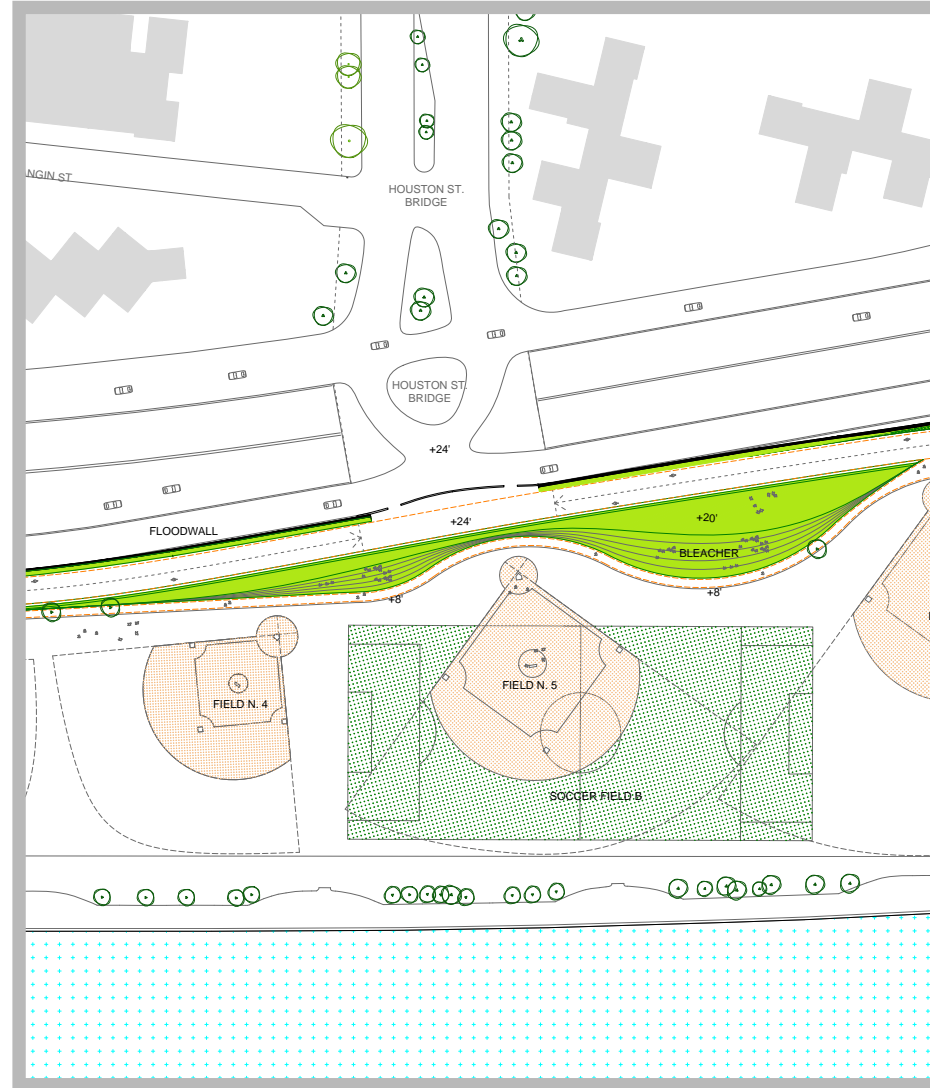 NGIN ST
HOUSTON ST.
BRIDGE
HOUSTON ST.
BRIDGE
+24'
+24'
+20'
FLOODWALL
BLEACHER
+8'
+8'
FIELD N. 5
FIELD N. 4
SOCCER FIELD B